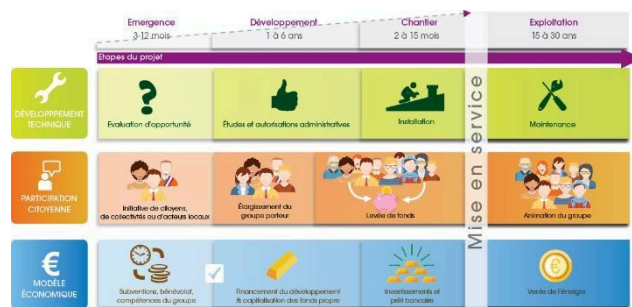 Emergence
3-12 mois
Développement
1 à 6 ans
Chantier
2 à 15 mois
Exploitation
15 à 30 ans
Etapes du projet
DÉVELOPPPEMENT
TECHNIQUE
Evaluation d'opportunité
Études et autorisations administratives
Installation
Maintenance
Mise en service
PARTICIPATION
CITOYENNE
Initiative de citoyens,
de collectivités ou d'acteurs locaux
Élargissement du
groupe porteur
Levée de fonds
Animation du groupe
€
MODÈLE
ÉCONOMIQUE
Subventions, bénévolat,
compétences du groupe
Financement du développement
& capitalisation des fonds propres
Investissements et
prêt bancaire
€
Vente de l'énergie